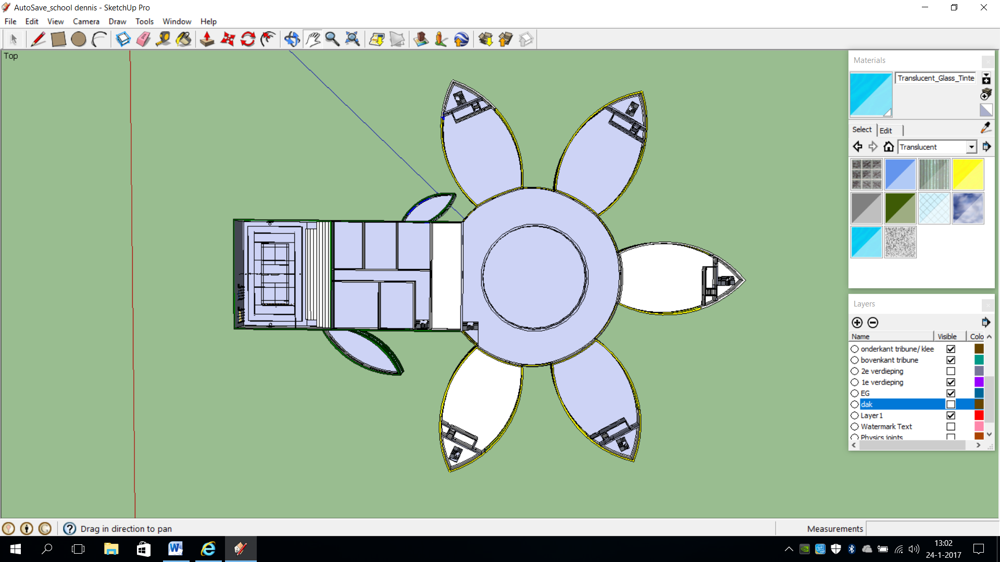 AutoSave_school dennis - SketchUp Pro
File Edit View Camera Draw Tools Window Help
Top
Materials
Translucent_Glass_Tinte
Select Edit
Translucent
Layers
Name Visible Colo
onderkant tribune/ klee
bovenkant tribune
2e verdieping
1e verdieping
EG
dak
Layer1
Watermark Text
Physics joints
Drag in direction to pan
Measurements
13:02
24-1-2017